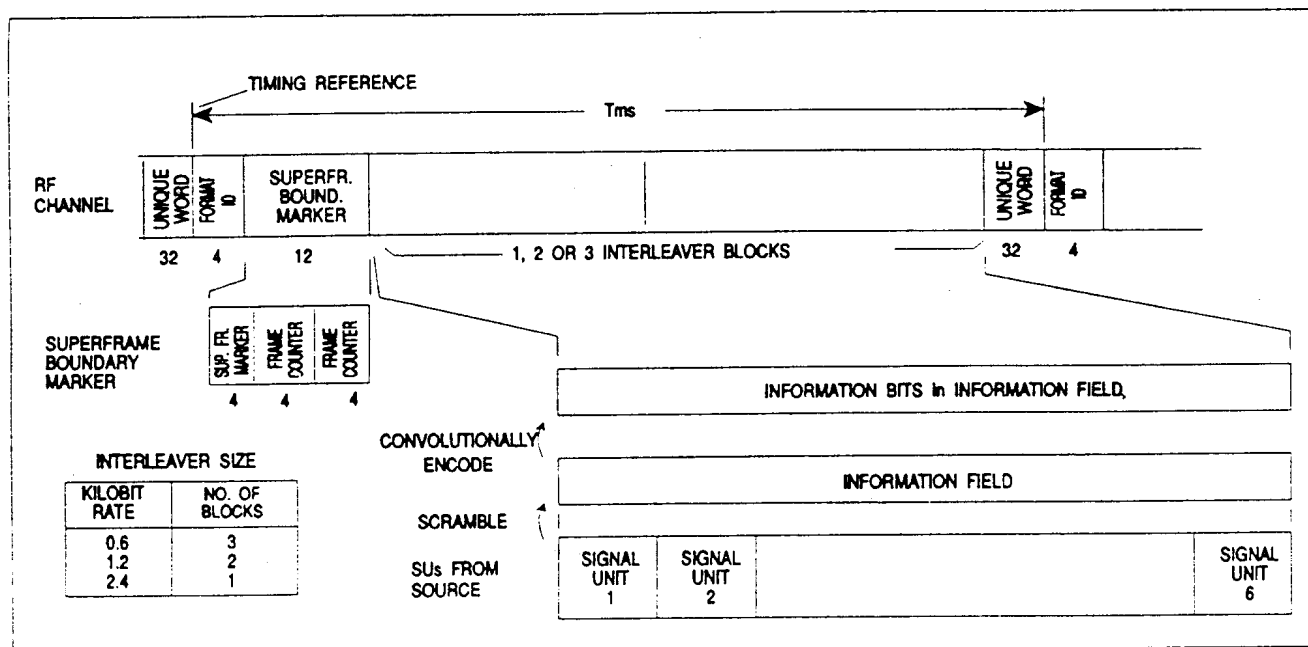 TIMING REFERENCE
Tms
RF
CHANNEL
UNIQUE
WORD
FORMAT
ID
SUPERFR.
BOUND.
MARKER
UNIQUE
WORD
FORMAT
ID
32
4
12
1, 2 OR 3 INTERLEAVER BLOCKS
32
4
SUPERFRAME
BOUNDARY
MARKER
SUP. FR.
MARKER
FRAME
COUNTER
FRAME
COUNTER
4
4
4
INFORMATION BITS in INFORMATION FIELD,
CONVOLUTIONALLY
ENCODE
INFORMATION FIELD
SCRAMBLE
SUs FROM
SOURCE
SIGNAL
UNIT
1
SIGNAL
UNIT
2
SIGNAL
UNIT
6
INTERLEAVER SIZE
KILOBIT
RATE
NO. OF
BLOCKS
0.6 3
1.2 2
2.4 1